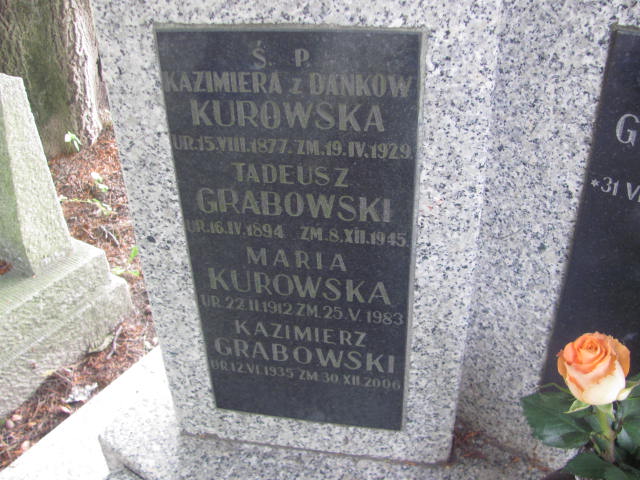 Ś. P.
KAZIMIERA z DANKÓW
KUROWSKA
UR.15.VIII.1877. ZM.19.IV.1929.
TADEUSZ
GRABOWSKI
UR.16.IV.1894 ZM.8.XII.1945.
MARIA
KUROWSKA
UR.22.II.1912 ZM.25.V.1983
KAZIMIERZ
GRABOWSKI
UR.12.VI.1935 ZM.30.XII.2006
G
*31 V